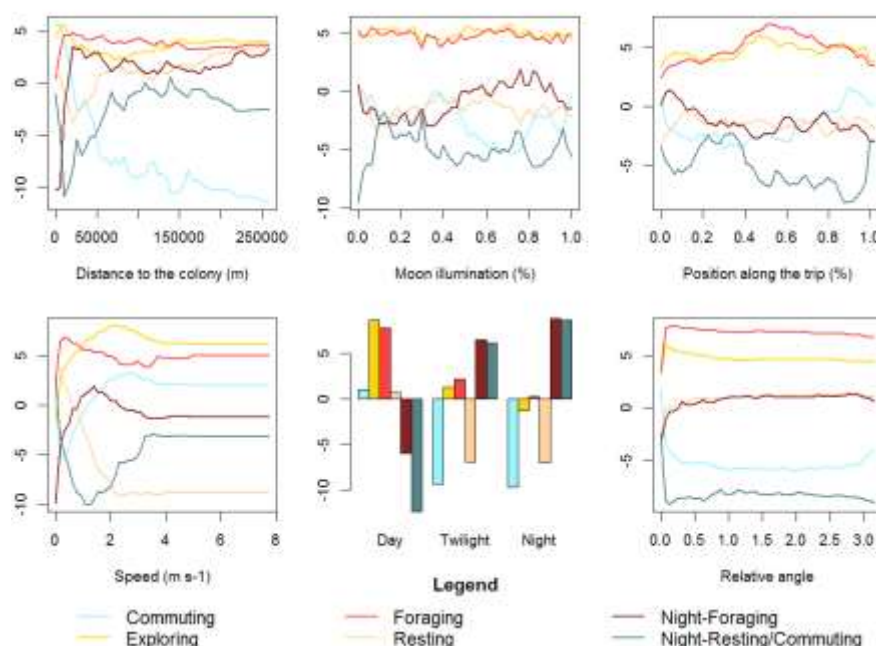 5
0
-5
-10
0 50000 150000 250000
Distance to the colony (m)
5
0
-5
-10
0.0 0.2 0.4 0.6 0.8 1.0
Moon illumination (%)
5
0
-5
0.0 0.2 0.4 0.6 0.8 1.0
Position along the trip (%)
5
0
-5
-10
0 2 4 6 8
Speed (m s-1)
5
0
-5
-10
Day Twilight Night
5
0
-5
0.0 0.5 1.0 1.5 2.0 2.5 3.0
Relative angle
Legend
Commuting Foraging Night-Foraging
Exploring Resting Night-Resting/Commuting